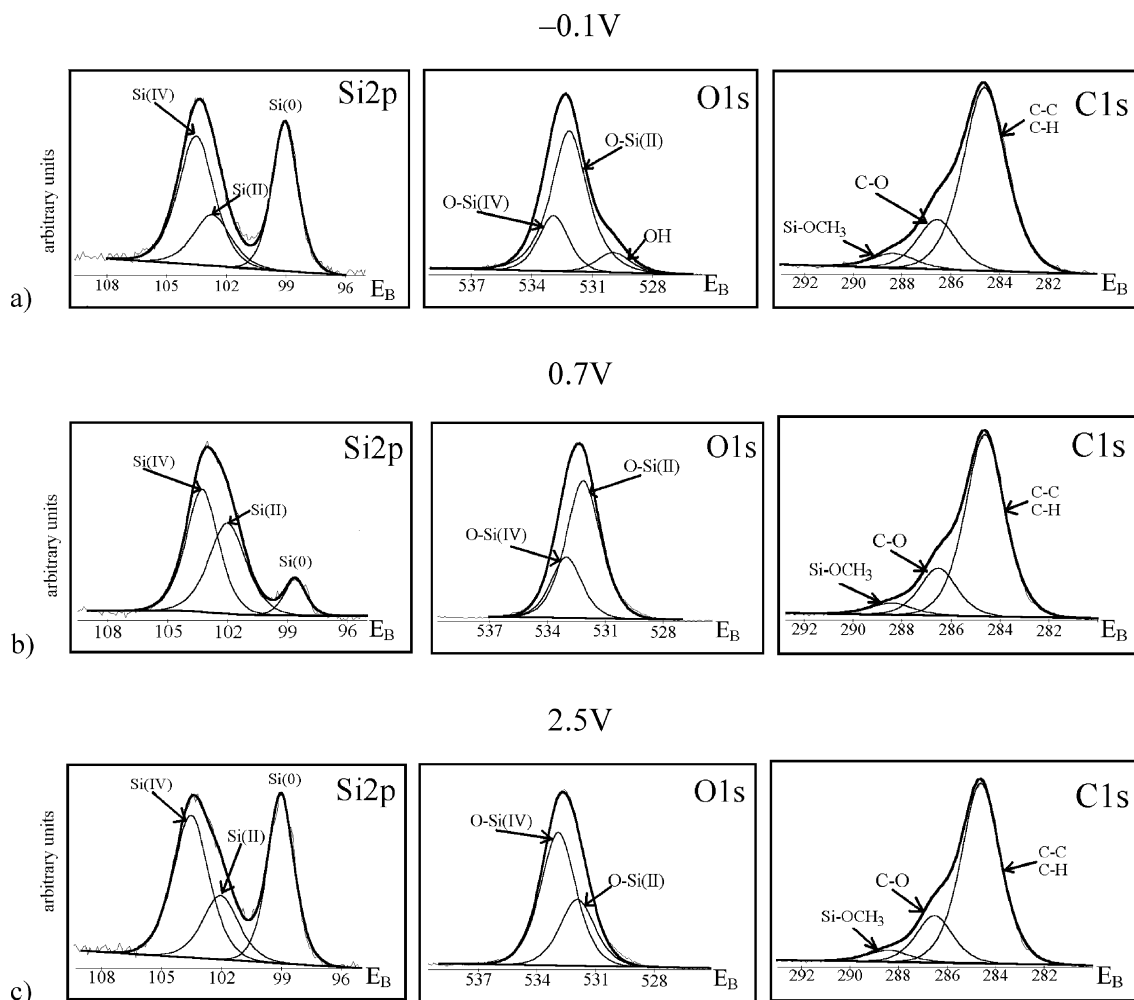 –0.1V
Si2p
Si(IV)
Si(0)
Si(II)
arbitrary units
108 105 102 99 96 E_B
O1s
O-Si(II)
O-Si(IV)
OH
537 533 530 528 E_B
C1s
C-C
C-H
C-O
Si-OCH₃
292 290 288 286 284 282 E_B
a)
0.7V
Si2p
Si(IV)
Si(II)
Si(0)
arbitrary units
108 105 102 99 96 E_B
O1s
O-Si(II)
O-Si(IV)
537 534 531 528 E_B
C1s
C-C
C-H
C-O
Si-OCH₃
292 290 288 286 284 282 E_B
b)
2.5V
Si2p
Si(IV)
Si(0)
Si(II)
arbitrary units
108 105 102 99 96 E_B
O1s
O-Si(IV)
O-Si(II)
537 534 531 528 E_B
C1s
C-C
C-H
C-O
Si-OCH₃
292 290 288 286 284 282 E_B
c)